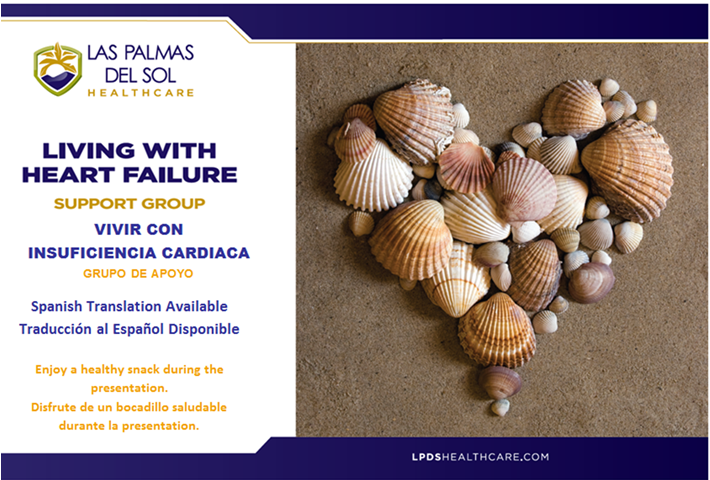 LAS PALMAS
DEL SOL
HEALTHCARE
LIVING WITH
HEART FAILURE
SUPPORT GROUP
VIVIR CON
INSUFICIENCIA CARDIACA
GRUPO DE APOYO
Spanish Translation Available
Traducción al Español Disponible
Enjoy a healthy snack during the
presentation.
Disfrute de un bocadillo saludable
durante la presentation.
LPDSHEALTHCARE.COM